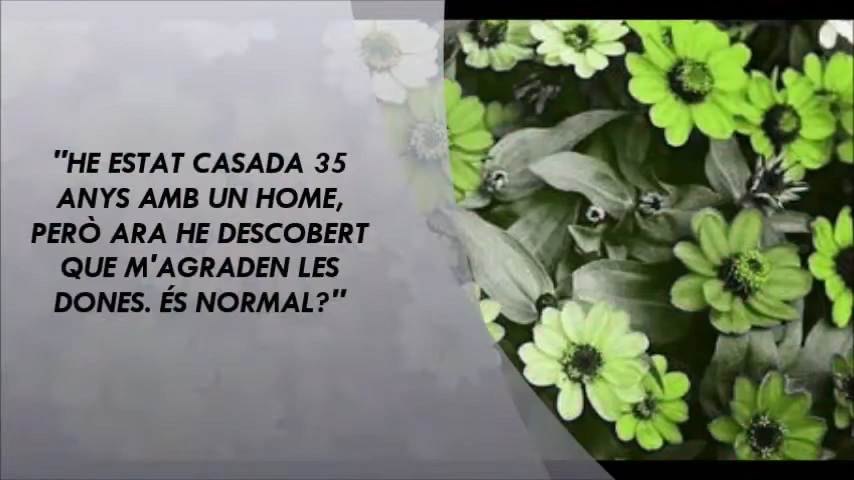 "HE ESTAT CASADA 35
ANYS AMB UN HOME,
PERÒ ARA HE DESCOBERT
QUE M'AGRADEN LES
DONES. ÉS NORMAL?"